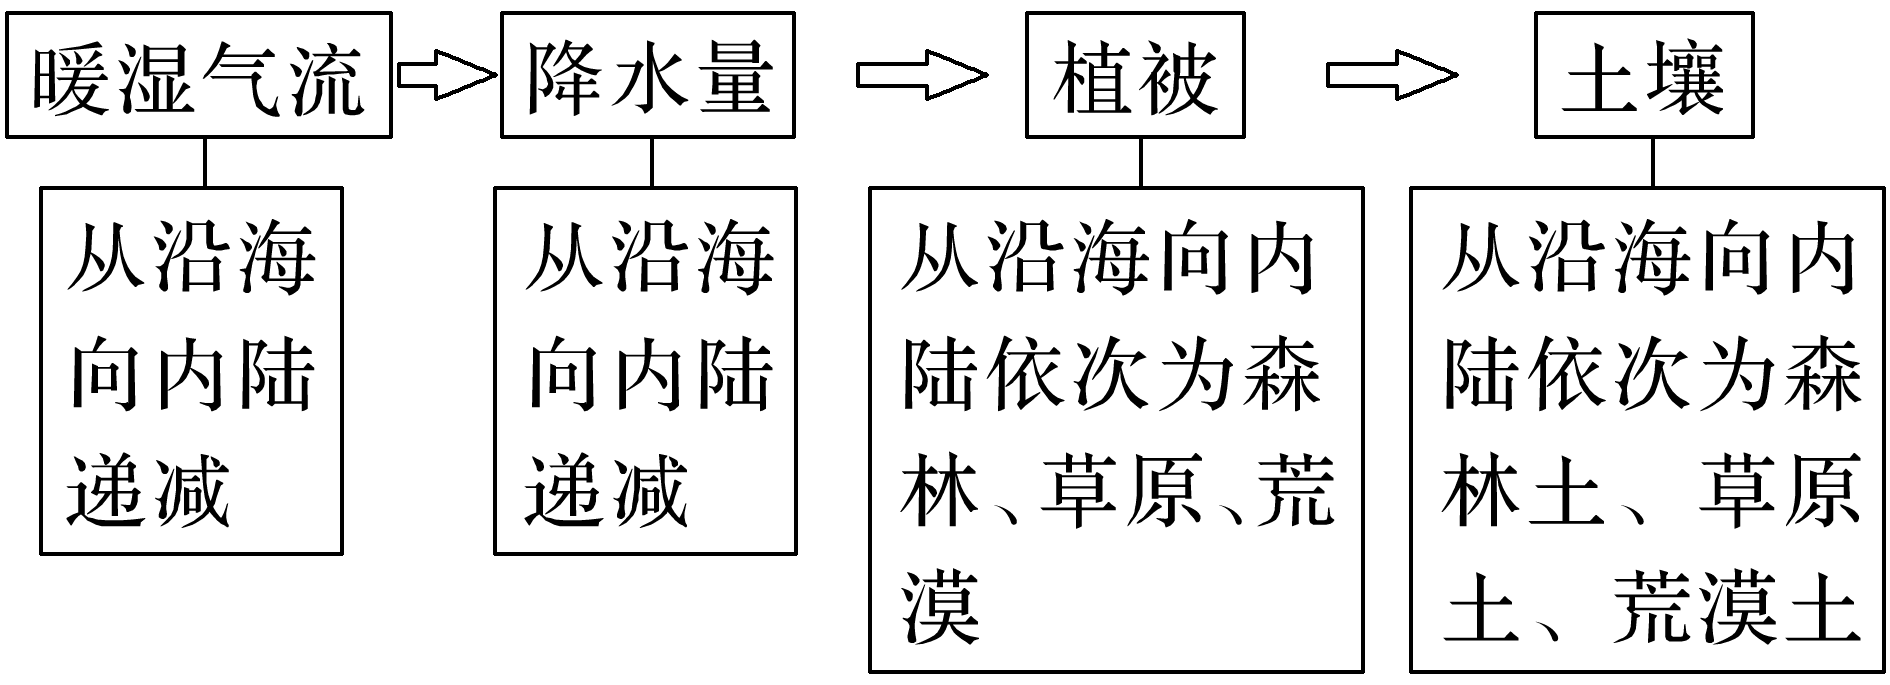 暖湿气流
降水量
植被
土壤
从沿海
向内陆
递减
从沿海
向内陆
递减
从沿海向内
陆依次为森
林、草原、荒
漠
从沿海向内
陆依次为森
林土、草原
土、荒漠土